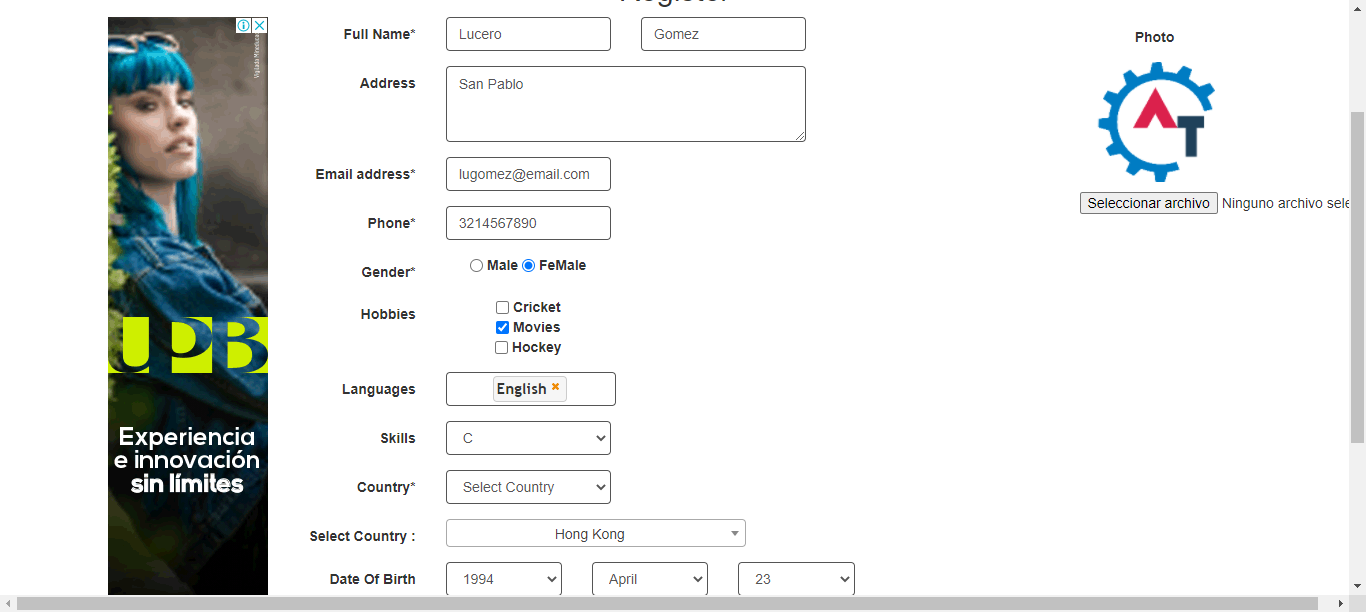 Register
Full Name* Lucero Gomez
Photo
Address San Pablo
AT
Email address* lugomez@email.com
Seleccionar archivo Ninguno archivo sele
Phone* 3214567890
Gender* Male FeMale
Hobbies Cricket
Movies
Hockey
Languages English
Skills C
Country* Select Country
Select Country : Hong Kong
Date Of Birth 1994 April 23
UPB
Experiencia
e innovación
sin límites